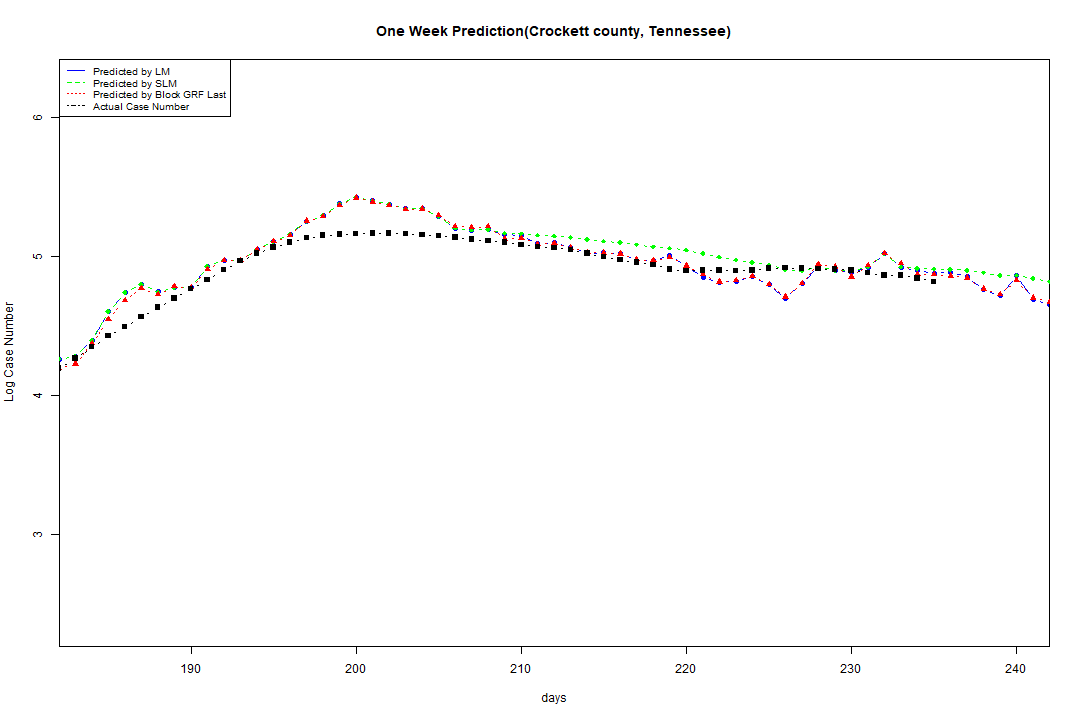 One Week Prediction(Crockett county, Tennessee)
Predicted by LM
Predicted by SLM
Predicted by Block GRF Last
Actual Case Number
6
5
4
3
Log Case Number
190 200 210 220 230 240
days